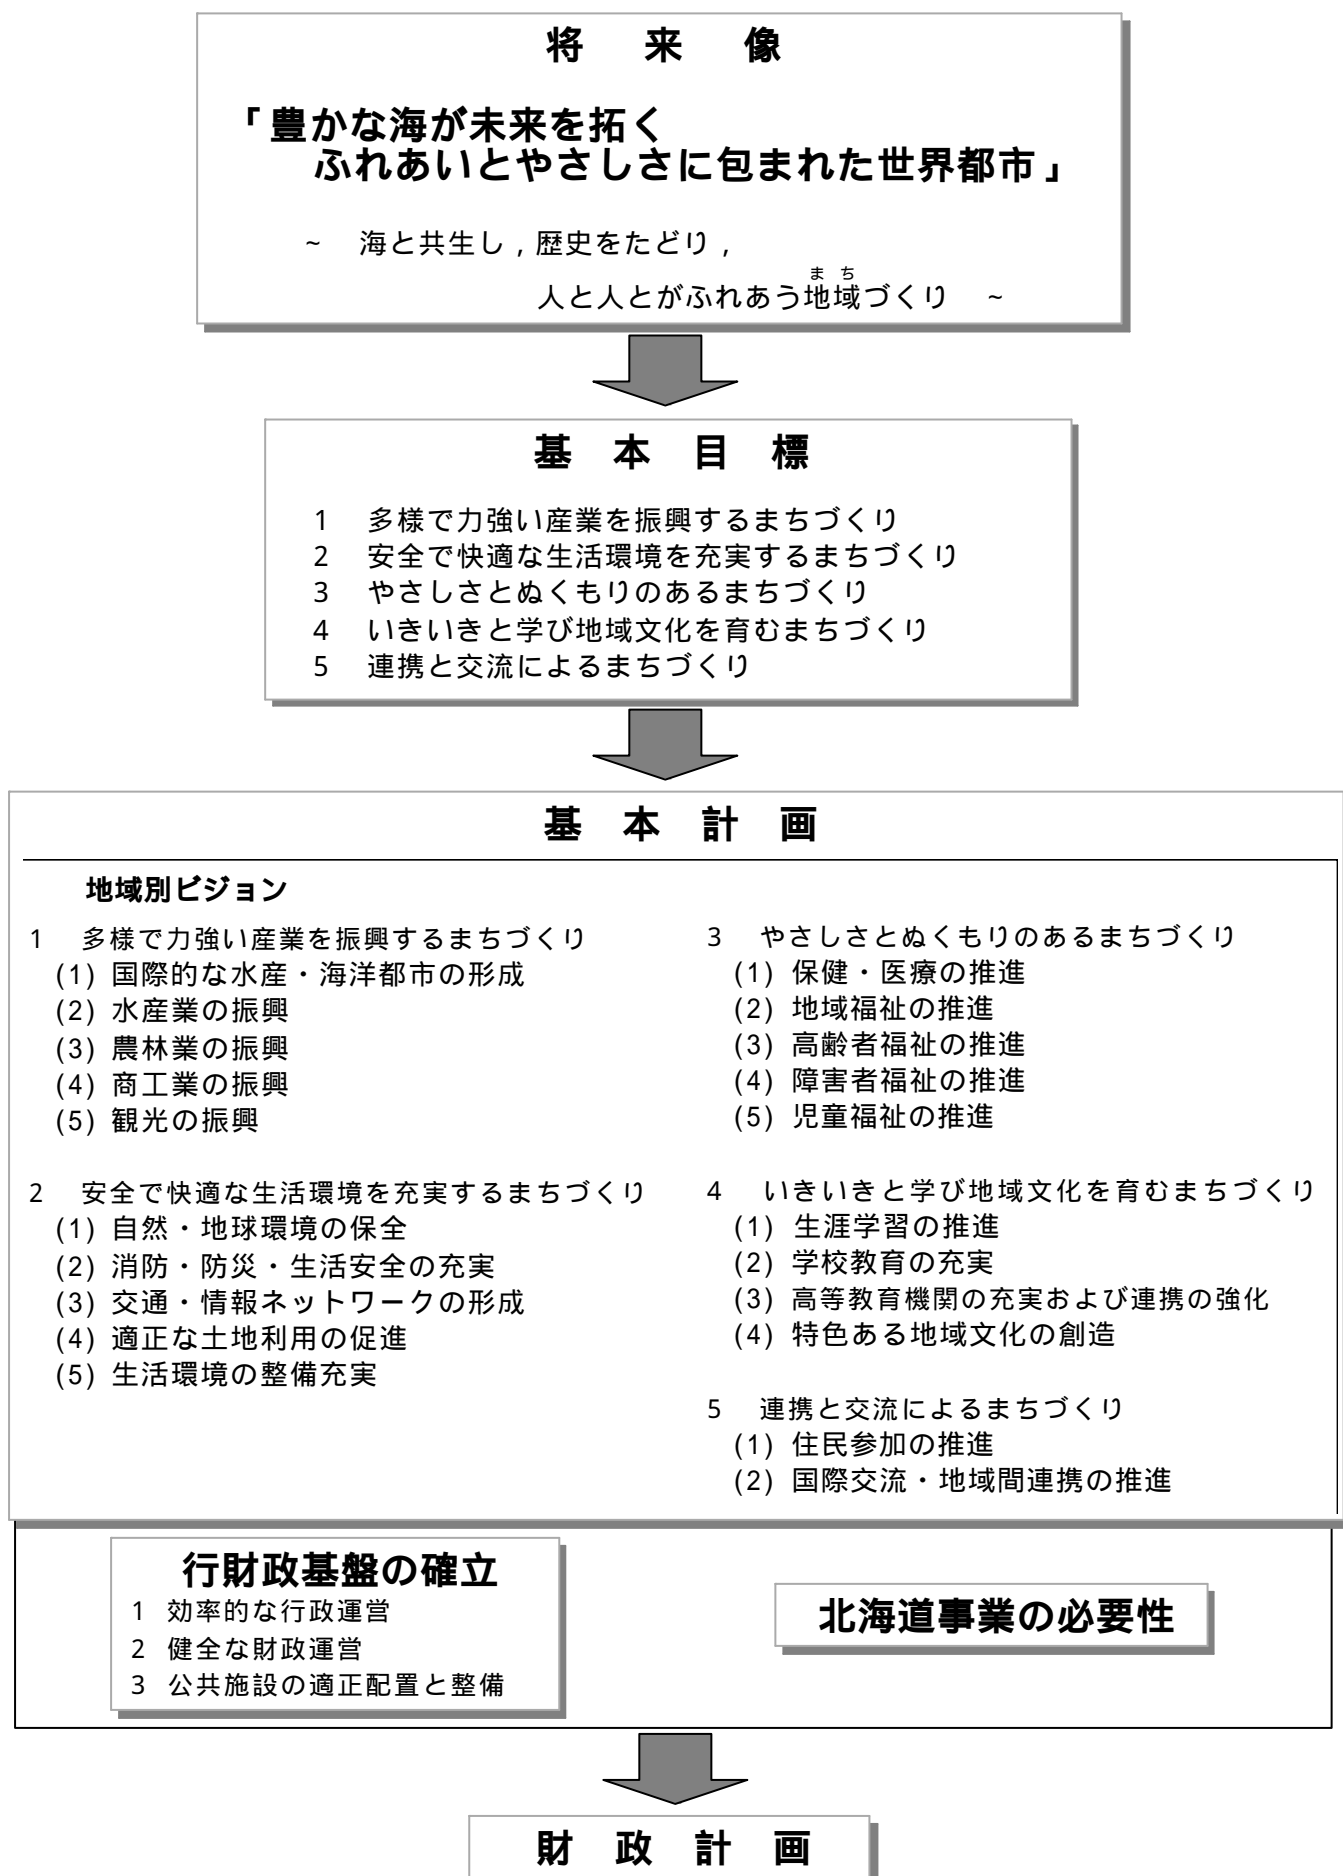 将 来 像
「豊かな海が未来を拓く
ふれあいとやさしさに包まれた世界都市」
~ 海と共生し,歴史をたどり,
まち
人と人とがふれあう地域づくり ~
基 本 目 標
1 多様で力強い産業を振興するまちづくり
2 安全で快適な生活環境を充実するまちづくり
3 やさしさとぬくもりのあるまちづくり
4 いきいきと学び地域文化を育むまちづくり
5 連携と交流によるまちづくり
基 本 計 画
地域別ビジョン
1 多様で力強い産業を振興するまちづくり
(1) 国際的な水産・海洋都市の形成
(2) 水産業の振興
(3) 農林業の振興
(4) 商工業の振興
(5) 観光の振興
2 安全で快適な生活環境を充実するまちづくり
(1) 自然・地球環境の保全
(2) 消防・防災・生活安全の充実
(3) 交通・情報ネットワークの形成
(4) 適正な土地利用の促進
(5) 生活環境の整備充実
3 やさしさとぬくもりのあるまちづくり
(1) 保健・医療の推進
(2) 地域福祉の推進
(3) 高齢者福祉の推進
(4) 障害者福祉の推進
(5) 児童福祉の推進
4 いきいきと学び地域文化を育むまちづくり
(1) 生涯学習の推進
(2) 学校教育の充実
(3) 高等教育機関の充実および連携の強化
(4) 特色ある地域文化の創造
5 連携と交流によるまちづくり
(1) 住民参加の推進
(2) 国際交流・地域間連携の推進
行財政基盤の確立
1 効率的な行政運営
2 健全な財政運営
3 公共施設の適正配置と整備
北海道事業の必要性
財 政 計 画